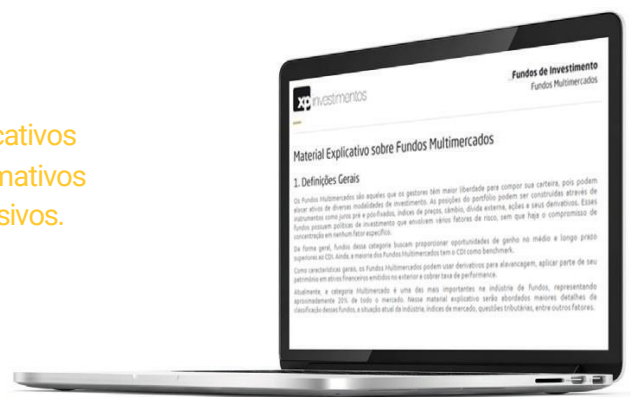 cativos
mativos
sivos.
xp investimentos
Fundos de Investimento
Fundos Multimercados
Material Explicativo sobre Fundos Multimercados
1. Definições Gerais
Os Fundos Multimercados são aqueles que os gestores têm maior liberdade para compor sua carteira, pois podem
alocar ativos de diversas modalidades de investimento. As posições do portfólio podem ser construídas através de
instrumentos como juros pré e pós-fixados, índices de preços, câmbio, dívida externa, ações e seus derivativos. Esses
fundos possuem políticas de investimento que envolvem vários fatores de risco, sem que haja o compromisso de
concentração em nenhum fator específico.
De forma geral, fundos dessa categoria buscam proporcionar oportunidades de ganho no médio e longo prazo
superiores ao CDI. Ainda, a maioria dos Fundos Multimercados tem o CDI como benchmark.
Como características gerais, os Fundos Multimercados podem usar derivativos para alavancagem, aplicar parte de seu
patrimônio em ativos financeiros emitidos no exterior e cobrar taxa de performance.
Atualmente, a categoria Multimercado é uma das mais importantes na indústria de fundos, representando
aproximadamente 20% de todo o mercado. Nesse material explicativo serão abordados maiores detalhes da
classificação desses fundos, a situação atual da indústria, índices de mercado, questões tributárias, entre outros fatores.